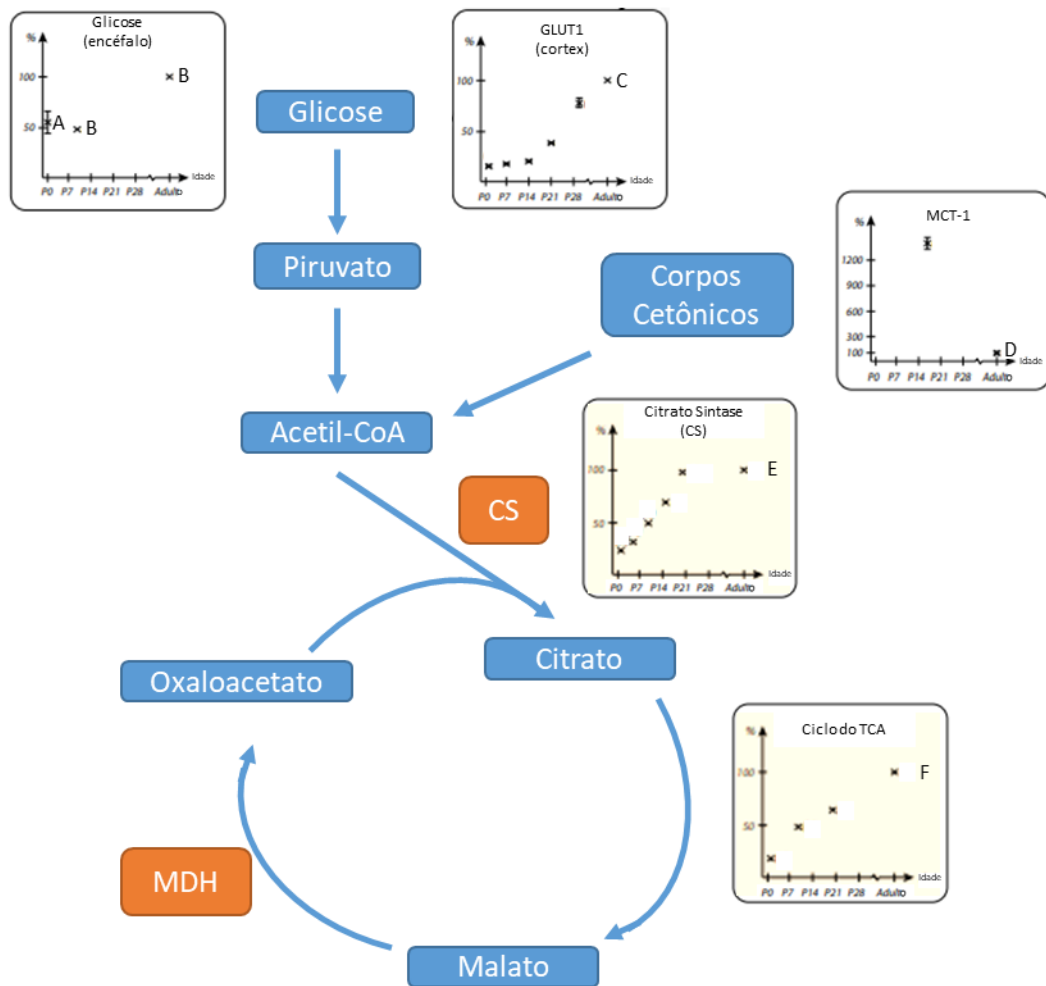 Glicose
(encéfalo)
%
100
50
A
B
B
P0 P7 P14 P21 P28 Adulto
Idade
Glicose
GLUT1
(cortex)
%
100
50
C
P0 P7 P14 P21 P28 Adulto
Idade
Piruvato
Corpos
Cetônicos
MCT-1
%
1200
900
600
300
100
D
P0 P7 P14 P21 P28 Adulto
Idade
Acetil-CoA
CS
Citrato Sintase
(CS)
%
100
50
E
P0 P7 P14 P21 P28 Adulto
Idade
Oxaloacetato
Citrato
Ciclo do TCA
%
100
50
F
P0 P7 P14 P21 P28 Adulto
Idade
MDH
Malato